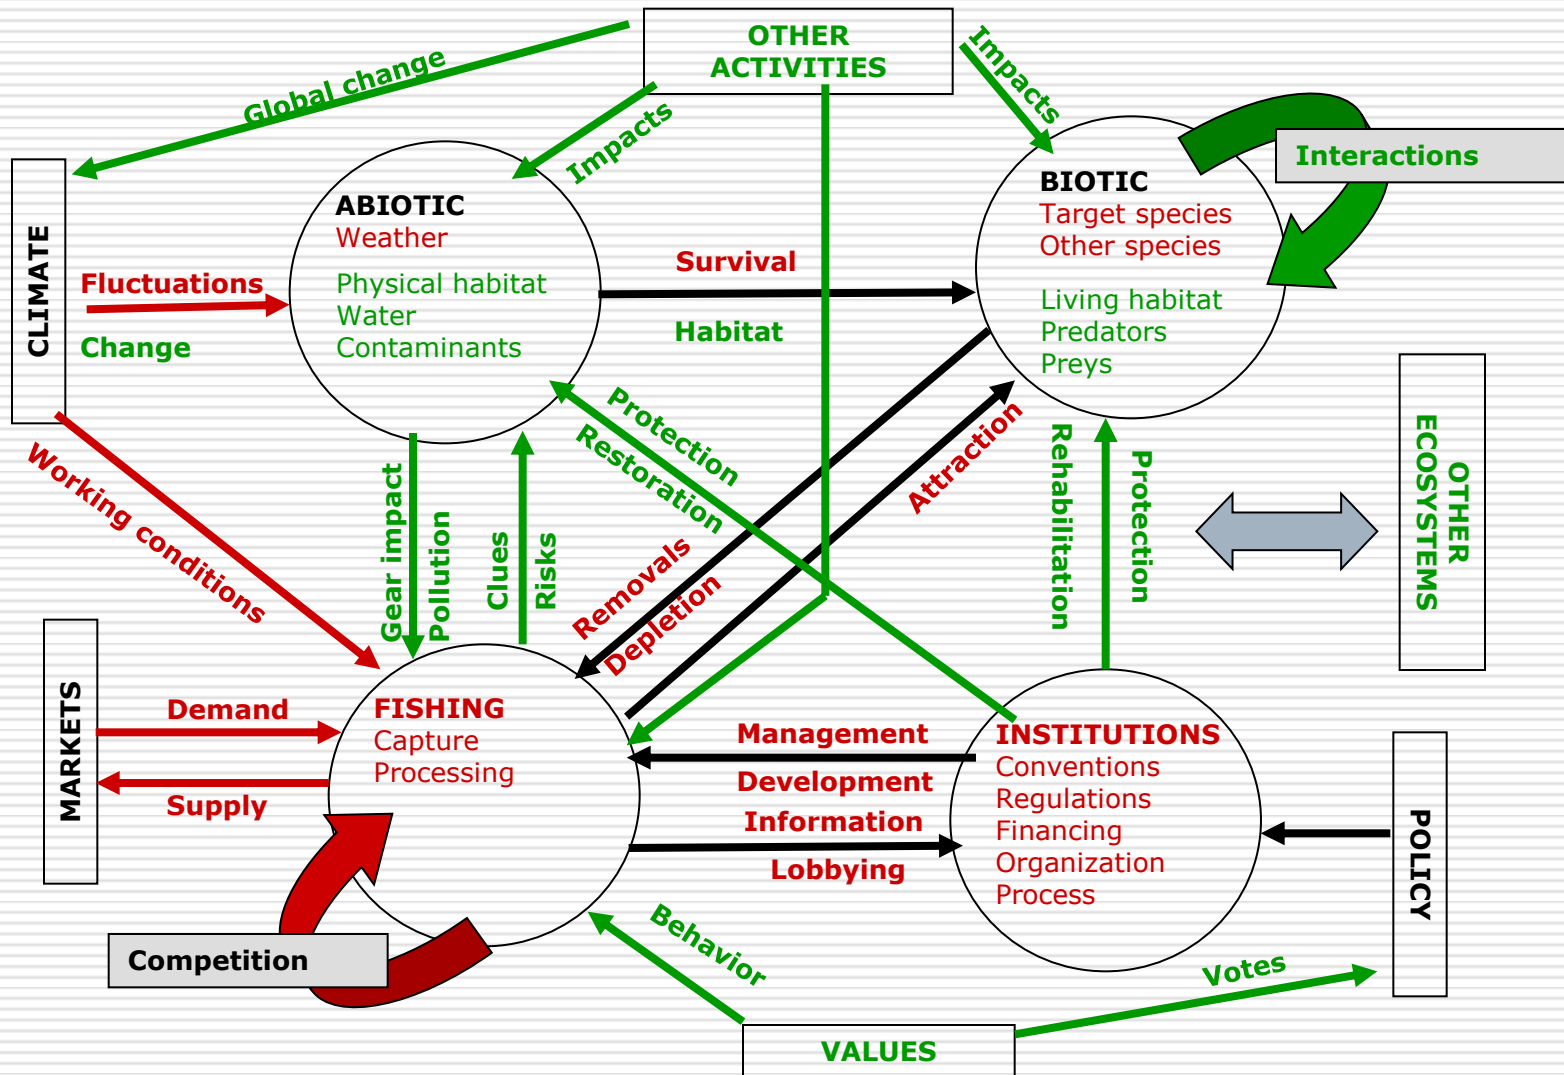 OTHER
ACTIVITIES
Global change
Impacts
Impacts
Interactions
CLIMATE
ABIOTIC
Weather
Physical habitat
Water
Contaminants
BIOTIC
Target species
Other species
Living habitat
Predators
Preys
Fluctuations
Change
Survival
Habitat
Working conditions
Gear impact
Pollution
Clues
Risks
Protection
Restoration
Removals
Depletion
Attraction
Rehabilitation
Protection
OTHER
ECOSYSTEMS
MARKETS
Demand
Supply
FISHING
Capture
Processing
Management
Development
Information
Lobbying
INSTITUTIONS
Conventions
Regulations
Financing
Organization
Process
POLICY
Competition
Behavior
Votes
VALUES